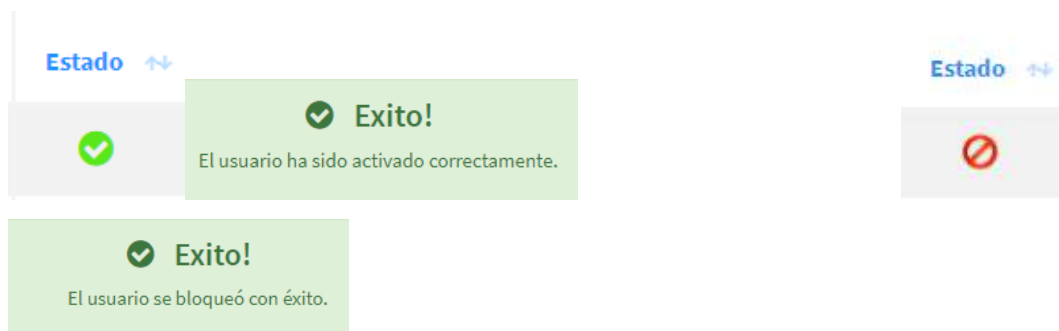 Estado
Exito!
El usuario ha sido activado correctamente.
Estado
Exito!
El usuario se bloqueó con éxito.